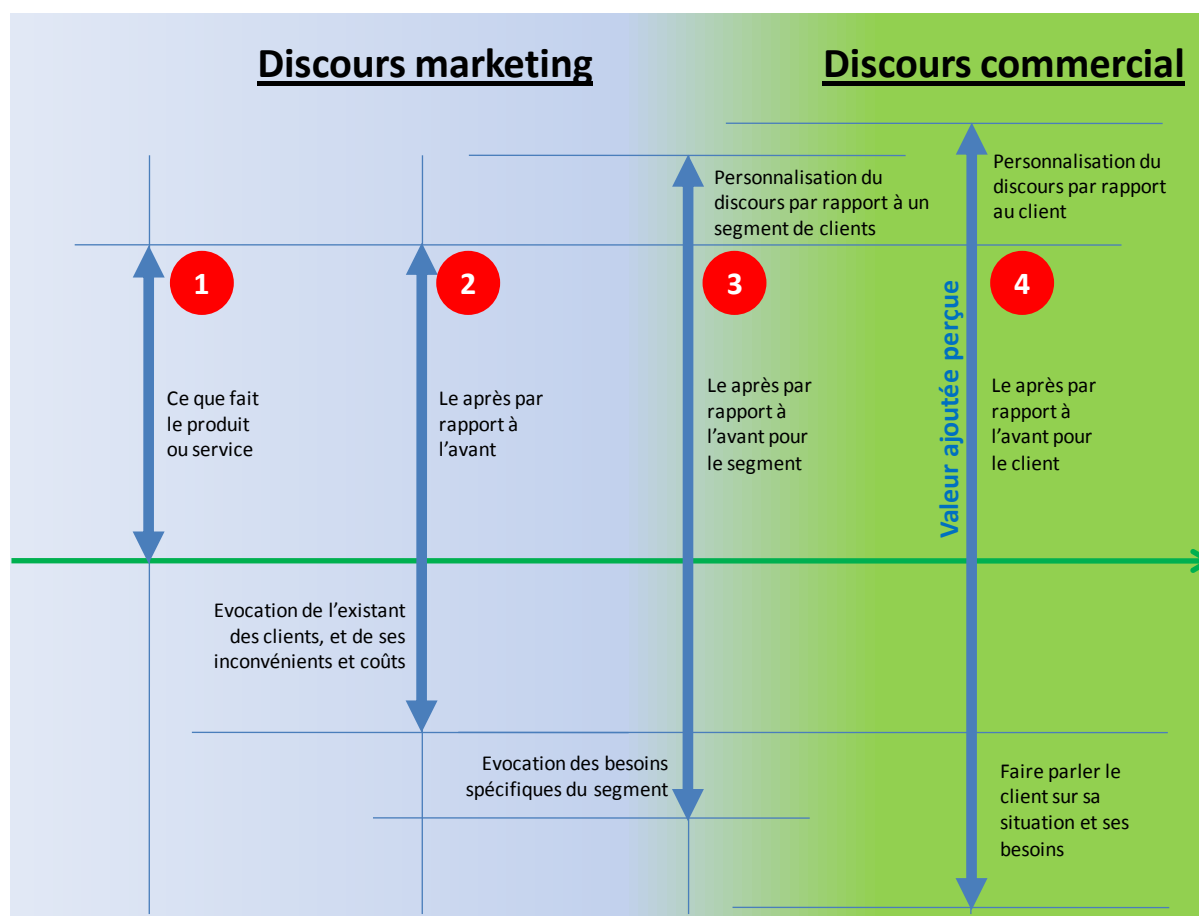 Discours marketing
Discours commercial
Personnalisation du
discours par rapport à un
segment de clients
Personnalisation du
discours par rapport
au client
1
2
3
4
Ce que fait
le produit
ou service
Le après par
rapport à
l'avant
Le après par
rapport à
l'avant pour
le segment
Valeur ajoutée perçue
Le après par
rapport à
l'avant pour
le client
Evocation de l'existant
des clients, et de ses
inconvénients et coûts
Evocation des besoins
spécifiques du segment
Faire parler le
client sur sa
situation et ses
besoins